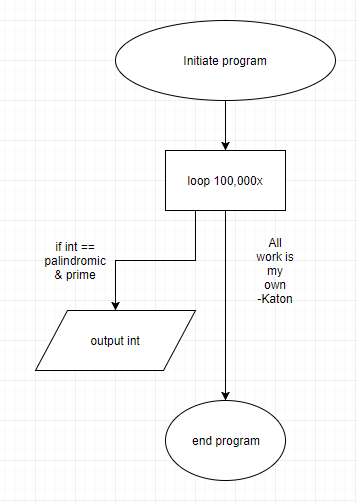 Initiate program
loop 100,000x
if int ==
palindromic
& prime
All
work is
my
own
-Katon
output int
end program